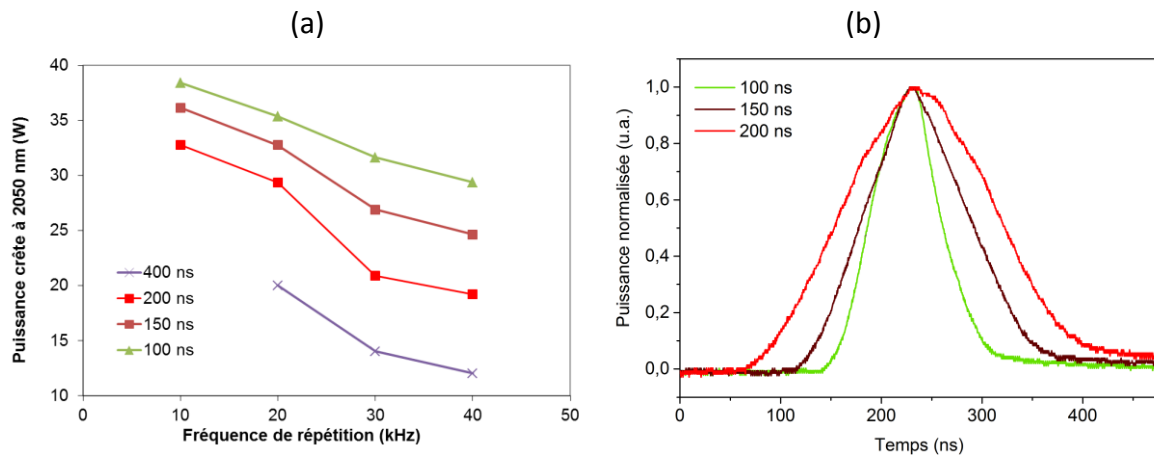 (a)
Puissance crête à 2050 nm (W)
40
35
30
25
20
15
10
400 ns
200 ns
150 ns
100 ns
0
10
20
30
40
50
Fréquence de répétition (kHz)
(b)
Puissance normalisée (u.a.)
1,0
0,8
0,6
0,4
0,2
0,0
100 ns
150 ns
200 ns
0
100
200
300
400
Temps (ns)